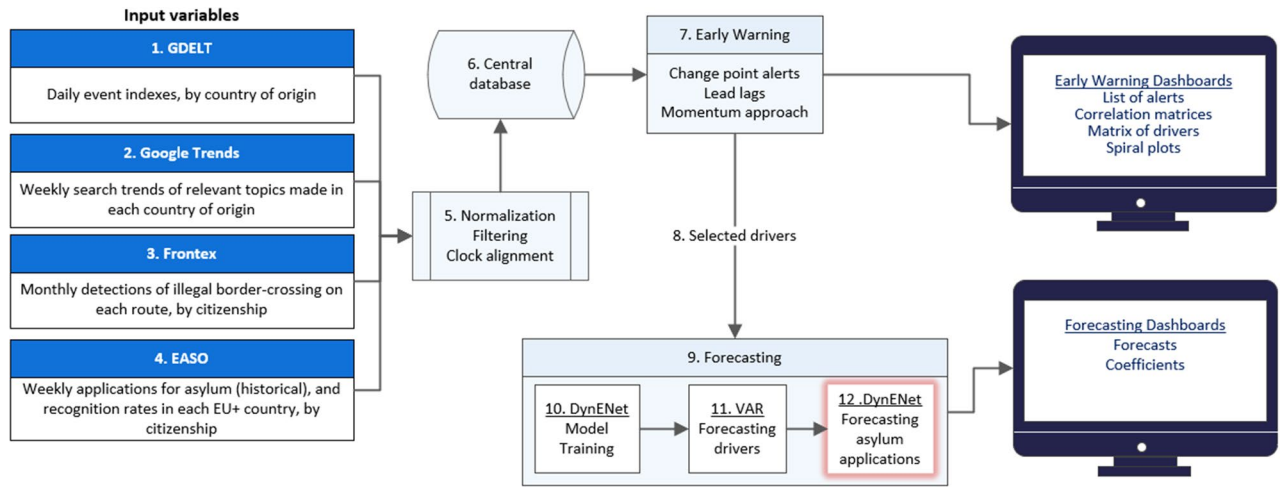 Input variables
1. GDELT
Daily event indexes, by country of origin
2. Google Trends
Weekly search trends of relevant topics made in
each country of origin
3. Frontex
Monthly detections of illegal border-crossing on
each route, by citizenship
4. EASO
Weekly applications for asylum (historical), and
recognition rates in each EU+ country, by
citizenship
5. Normalization
Filtering
Clock alignment
6. Central
database
7. Early Warning
Change point alerts
Lead lags
Momentum approach
Early Warning Dashboards
List of alerts
Correlation matrices
Matrix of drivers
Spiral plots
8. Selected drivers
9. Forecasting
10. DynENet
Model
Training
11. VAR
Forecasting
drivers
12 .DynENet
Forecasting
asylum
applications
Forecasting Dashboards
Forecasts
Coefficients